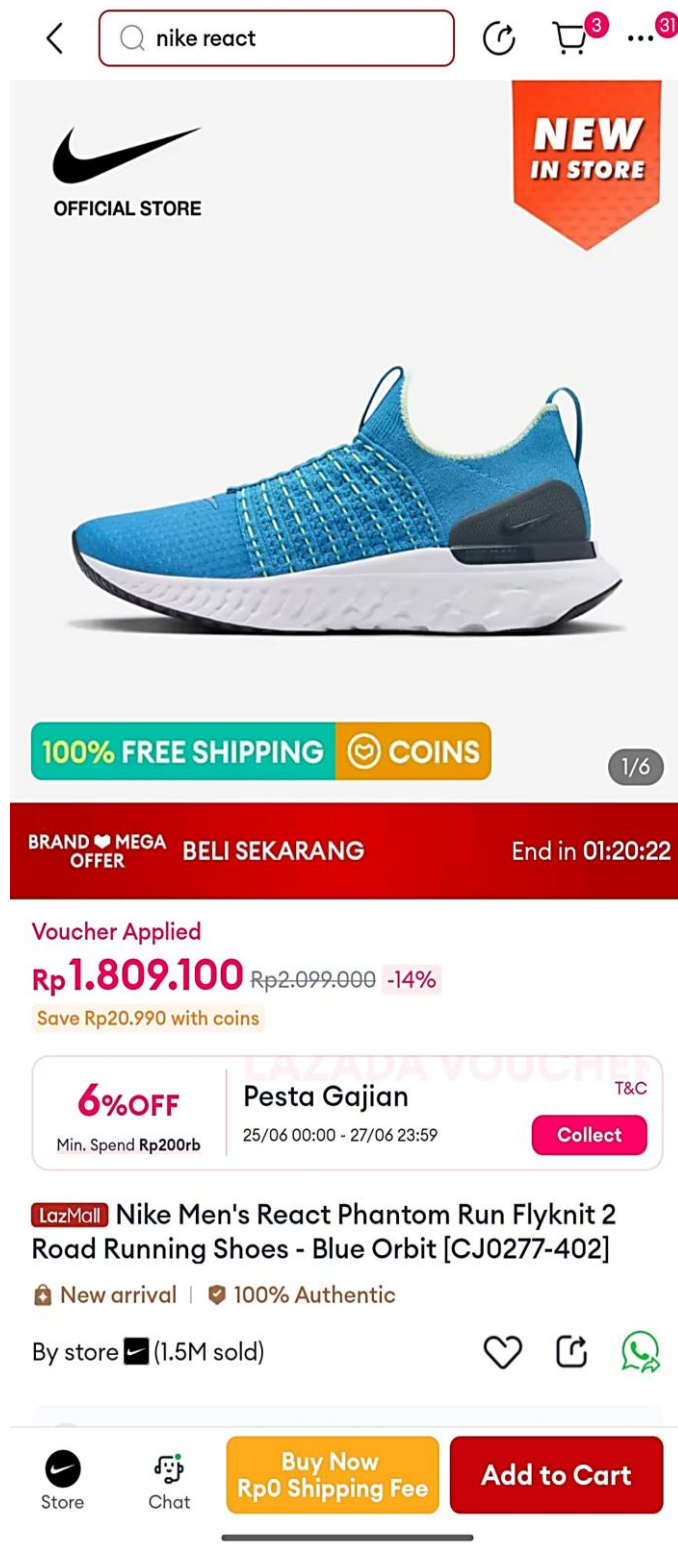 nike react
3
31
NEW
IN STORE
OFFICIAL STORE
100% FREE SHIPPING COINS
1/6
BRAND MEGA
OFFER
BELI SEKARANG
End in 01:20:22
Voucher Applied
Rp1.809.100 Rp2.099.000 -14%
Save Rp20.990 with coins
LAZADA VOUCHER
6%OFF
Min. Spend Rp200rb
Pesta Gajian
25/06 00:00 - 27/06 23:59
T&C
Collect
LazMall Nike Men's React Phantom Run Flyknit 2
Road Running Shoes - Blue Orbit [CJ0277-402]
New arrival | 100% Authentic
By store (1.5M sold)
Store
Chat
Buy Now
Rp0 Shipping Fee
Add to Cart